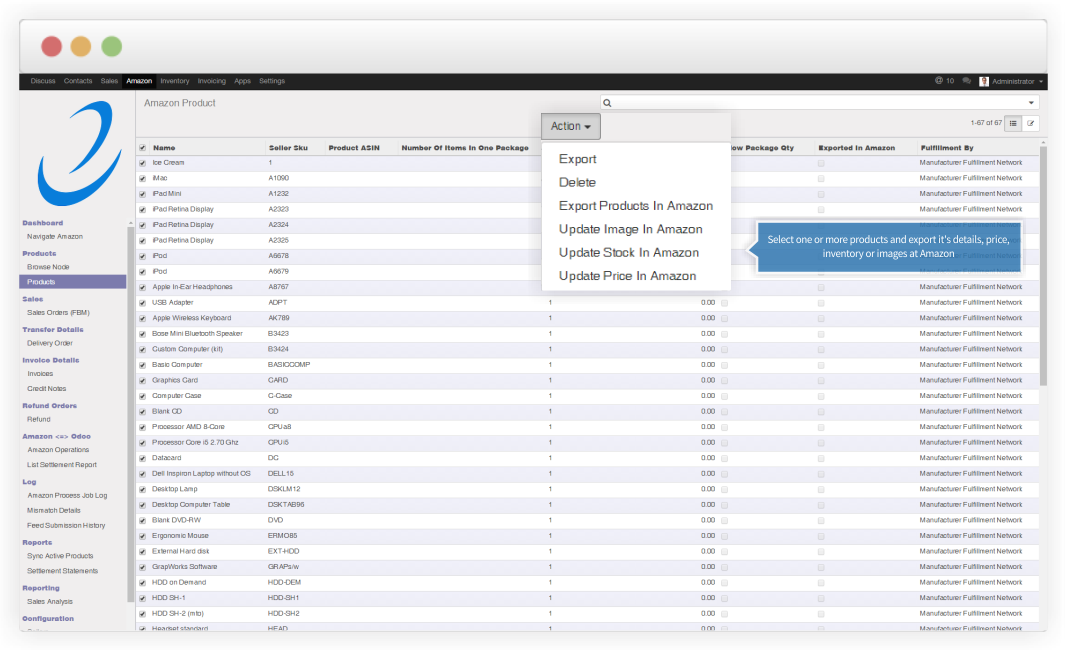 Discuss Contacts Sales Amazon Inventory Invoicing Apps Settings @ 10 Administrator
Amazon Product
1-67 of 67
Action
Export
Delete
Export Products In Amazon
Update Image In Amazon
Update Stock In Amazon
Update Price In Amazon
Select one or more products and export it's details, price,
inventory or images at Amazon
Dashboard
Navigate Amazon
Products
Browse Node
Products
Sales
Sales Orders (FBM)
Transfer Details
Delivery Order
Invoice Details
Invoices
Credit Notes
Refund Orders
Refund
Amazon <=> Odoo
Amazon Operations
List Settlement Report
Log
Amazon Process Job Log
Mismatch Details
Feed Submission History
Reports
Sync Active Products
Settlement Statements
Reporting
Sales Analysis
Configuration
Name Seller Sku Product ASIN Number Of Items In One Package Package Qty Exported In Amazon Fulfillment By
Ice Cream 1 Manufacturer Fulfillment Network
iMac A1090 Manufacturer Fulfillment Network
iPad Mini A1232 Manufacturer Fulfillment Network
iPad Retina Display A2323 Manufacturer Fulfillment Network
iPad Retina Display A2324 Manufacturer Fulfillment Network
iPad Retina Display A2325
iPod A6678
iPod A6679 Manufacturer Fulfillment Network
Apple In-Ear Headphones A8767 Manufacturer Fulfillment Network
USB Adapter ADPT 1 0.00 Manufacturer Fulfillment Network
Apple Wireless Keyboard AK789 1 0.00 Manufacturer Fulfillment Network
Bose Mini Bluetooth Speaker B3423 1 0.00 Manufacturer Fulfillment Network
Custom Computer (kit) B3424 1 0.00 Manufacturer Fulfillment Network
Basic Computer BASICCOMP 1 0.00 Manufacturer Fulfillment Network
Graphics Card CARD 1 0.00 Manufacturer Fulfillment Network
Computer Case C-Case 1 0.00 Manufacturer Fulfillment Network
Blank CD CD 1 0.00 Manufacturer Fulfillment Network
Processor AMD 8-Core CPUa8 1 0.00 Manufacturer Fulfillment Network
Processor Core i5 2.70 Ghz CPUi5 1 0.00 Manufacturer Fulfillment Network
Datacard DC 1 0.00 Manufacturer Fulfillment Network
Dell Inspiron Laptop without OS DELL15 1 0.00 Manufacturer Fulfillment Network
Desktop Lamp DSKLM12 1 0.00 Manufacturer Fulfillment Network
Desktop Computer Table DSKTAB96 1 0.00 Manufacturer Fulfillment Network
Blank DVD-RW DVD 1 0.00 Manufacturer Fulfillment Network
Ergonomic Mouse ERMO85 1 0.00 Manufacturer Fulfillment Network
External Hard disk EXT-HDD 1 0.00 Manufacturer Fulfillment Network
GrapWorks Software GRAPs/w 1 0.00 Manufacturer Fulfillment Network
HDD on Demand HDD-DEM 1 0.00 Manufacturer Fulfillment Network
HDD SH-1 HDD-SH1 1 0.00 Manufacturer Fulfillment Network
HDD SH-2 (mto) HDD-SH2 1 0.00 Manufacturer Fulfillment Network
Headset standard HEAD 1 0.00 Manufacturer Fulfillment Network